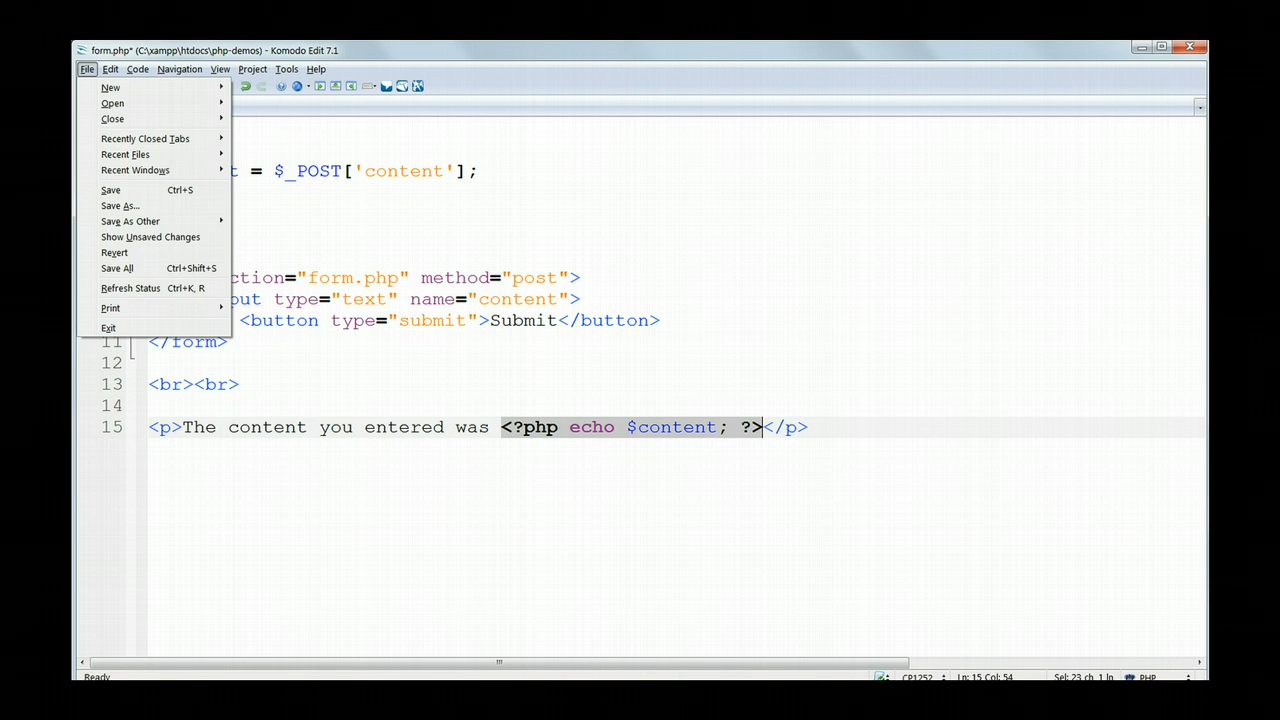 form.php* (C:\xampp\htdocs\php-demos) - Komodo Edit 7.1
File Edit Code Navigation View Project Tools Help
New
Open
Close
Recently Closed Tabs
Recent Files
Recent Windows
Save Ctrl+S
Save As...
Save As Other
Show Unsaved Changes
Revert
Save All Ctrl+Shift+S
Refresh Status Ctrl+K, R
Print
Exit
t = $_POST['content'];
ction="form.php" method="post">
put type="text" name="content">
<button type="submit">Submit</button>
11 </form>
12
13 <br><br>
14
15 <p>The content you entered was <?php echo $content; ?></p>
Ready CP1252 Ln: 15 Col: 54 Sel: 23 ch, 1 ln PHP